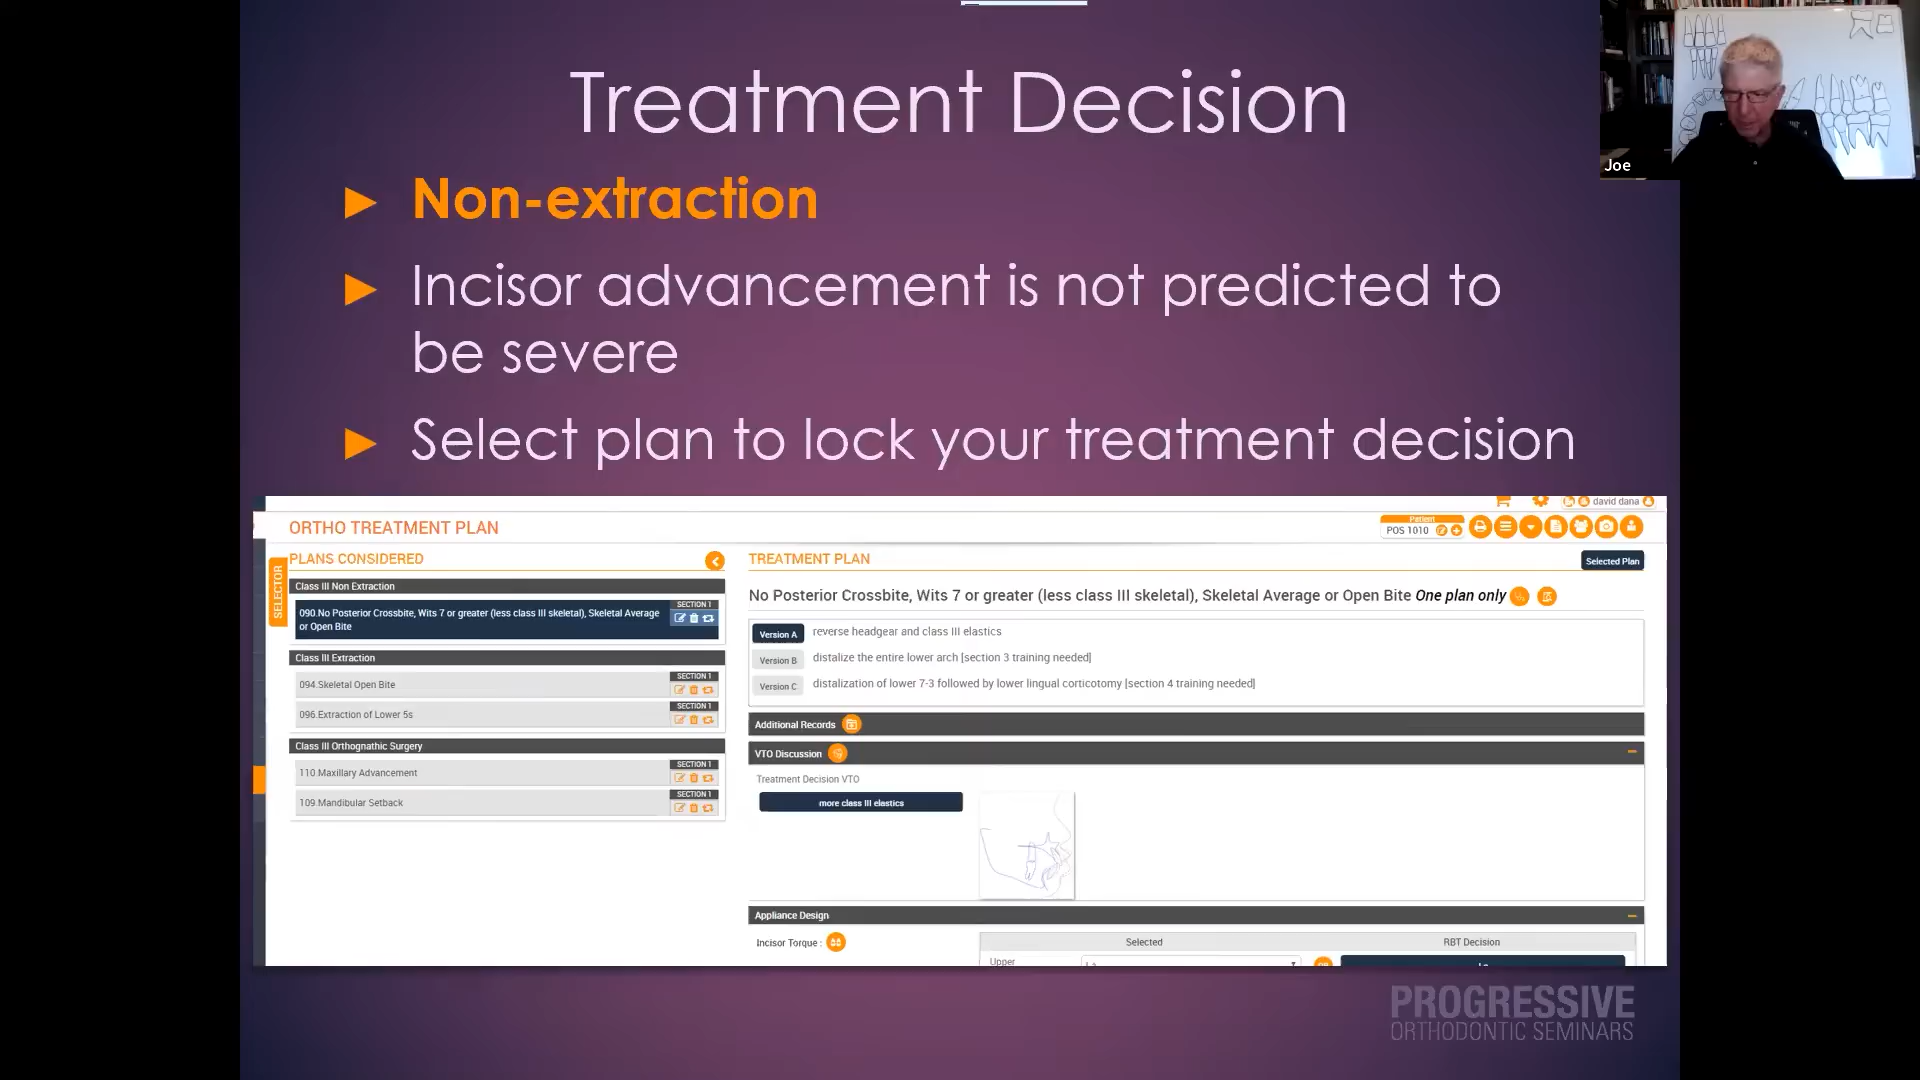 Treatment Decision
Joe
Non-extraction
Incisor advancement is not predicted to
be severe
Select plan to lock your treatment decision
david dana
ORTHO TREATMENT PLAN
Patient
POS 1010
PLANS CONSIDERED
SELECTOR
Class III Non Extraction
090.No Posterior Crossbite, Wits 7 or greater (less class III skeletal), Skeletal Average
or Open Bite
SECTION 1
Class III Extraction
094.Skeletal Open Bite
SECTION 1
096.Extraction of Lower 5s
SECTION 1
Class III Orthognathic Surgery
110.Maxillary Advancement
SECTION 1
109.Mandibular Setback
SECTION 1
TREATMENT PLAN
Selected Plan
No Posterior Crossbite, Wits 7 or greater (less class III skeletal), Skeletal Average or Open Bite One plan only
Version A reverse headgear and class III elastics
Version B distalize the entire lower arch [section 3 training needed]
Version C distalization of lower 7-3 followed by lower lingual corticotomy [section 4 training needed]
Additional Records
VTO Discussion
Treatment Decision VTO
more class III elastics
Appliance Design
Incisor Torque :
Selected
RBT Decision
Upper
PROGRESSIVE
ORTHODONTIC SEMINARS